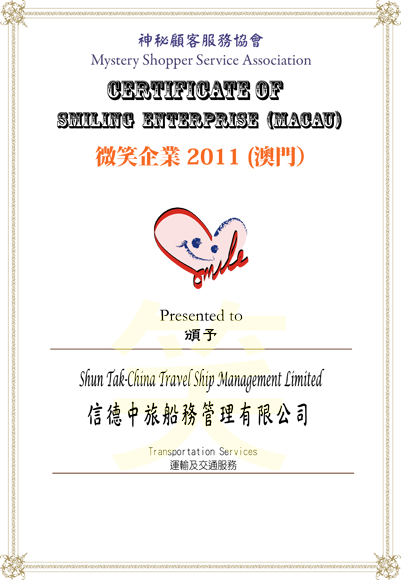 神秘顧客服務協會
Mystery Shopper Service Association
CERTIFICATE OF
SMILING ENTERPRISE (MACAU)
微笑企業 2011 (澳門)
Smile
Presented to
頒予
笑
Shun Tak-China Travel Ship Management Limited
信德中旅船務管理有限公司
Transportation Services
運輸及交通服務